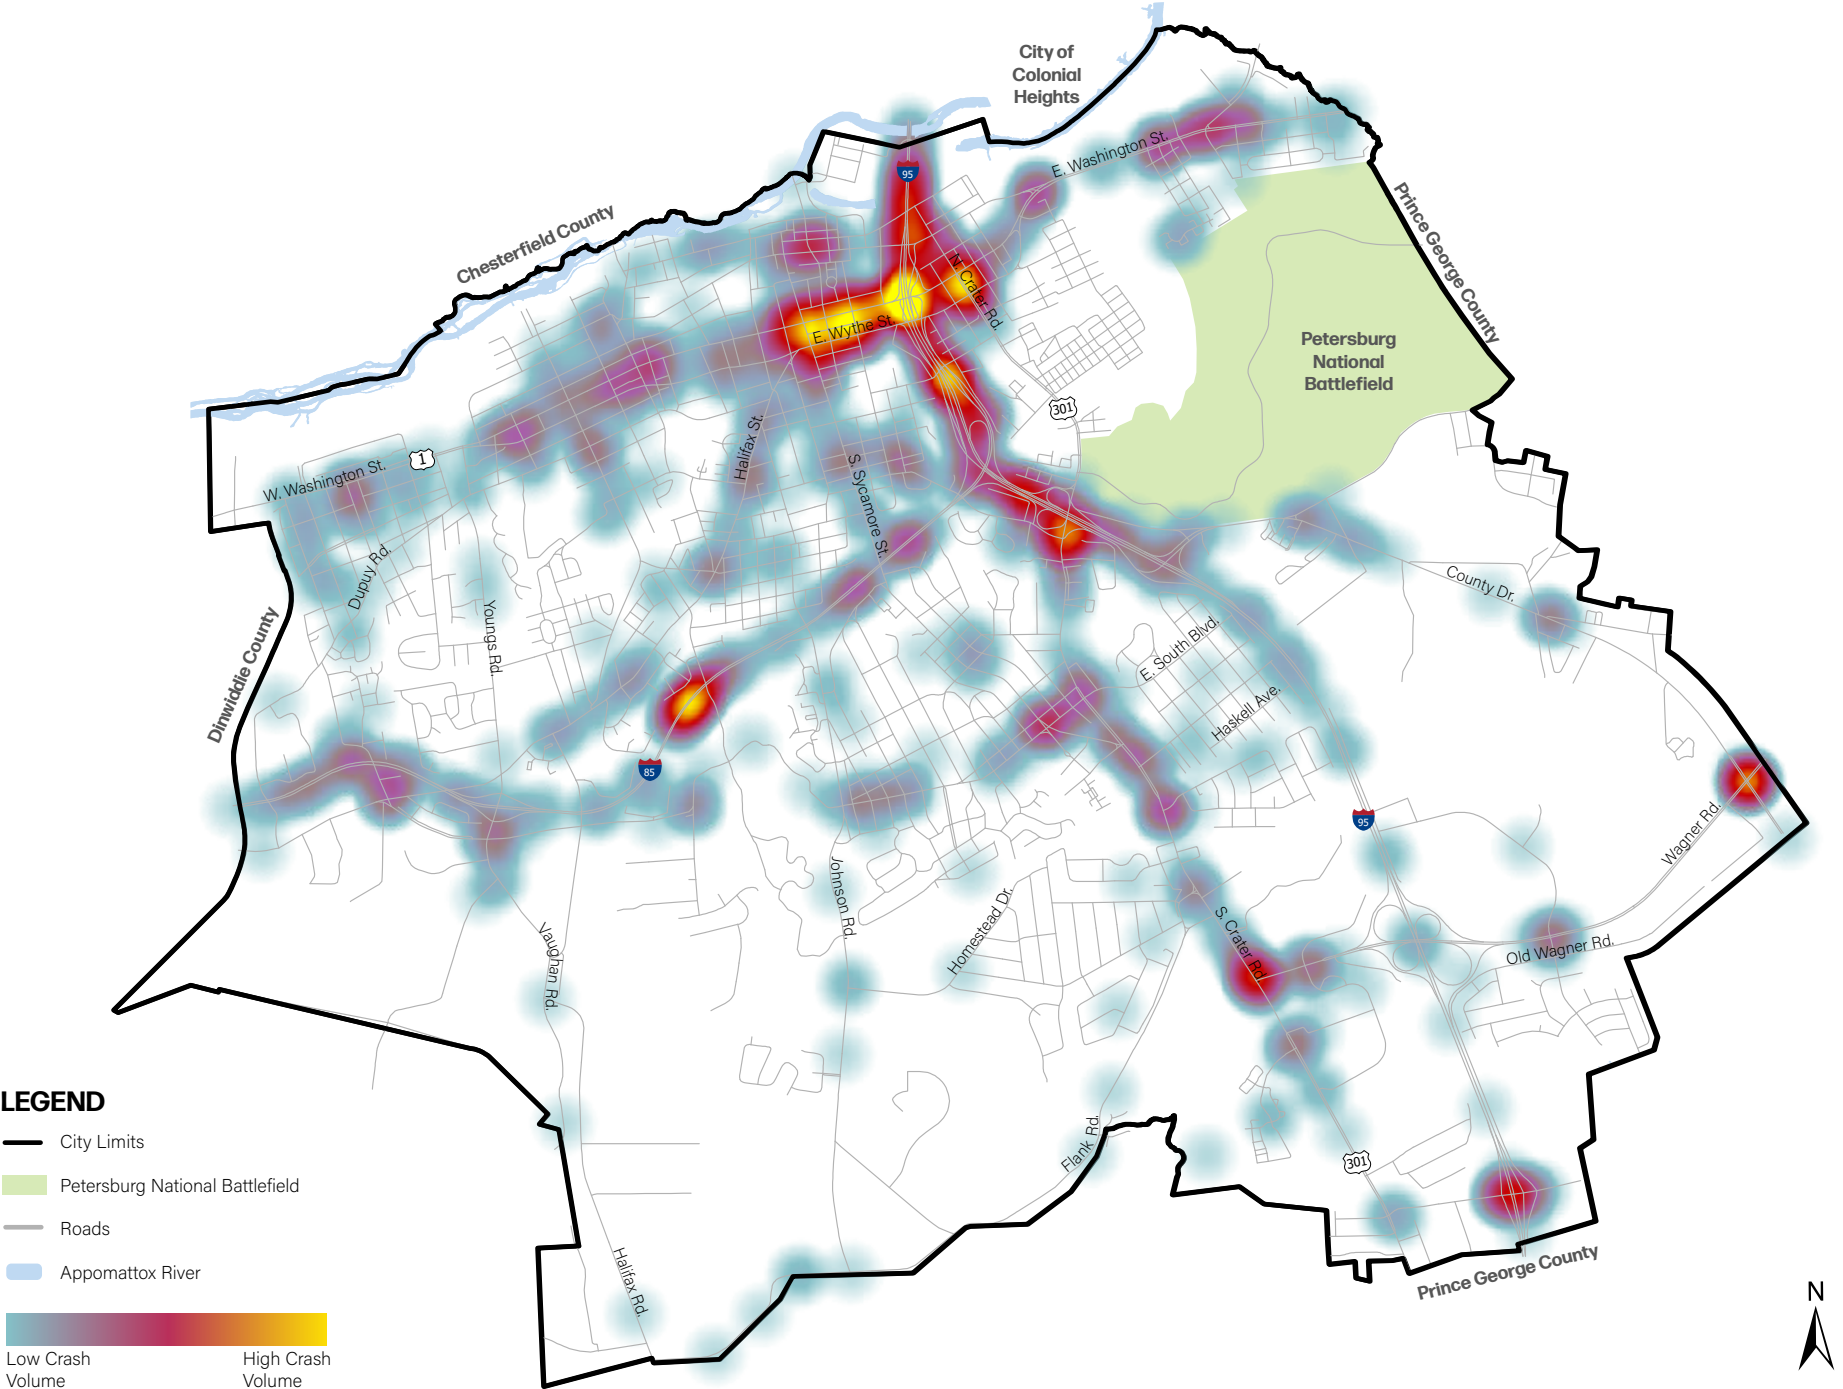 City of
Colonial
Heights
95
E. Washington St.
Prince George County
Chesterfield County
N. Crater Rd.
E. Wythe St.
Petersburg
National
Battlefield
301
Halifax St.
1
W. Washington St.
S. Sycamore St.
Dupuy Rd.
County Dr.
Youngs Rd.
Dinwiddie County
E. South Blvd.
Haskell Ave.
85
95
Wagner Rd.
Johnson Rd.
Homestead Dr.
S. Crater Rd.
Vaughan Rd.
Old Wagner Rd.
Flank Rd.
301
Halifax Rd.
Prince George County
LEGEND
City Limits
Petersburg National Battlefield
Roads
Appomattox River
Low Crash
Volume
High Crash
Volume
N